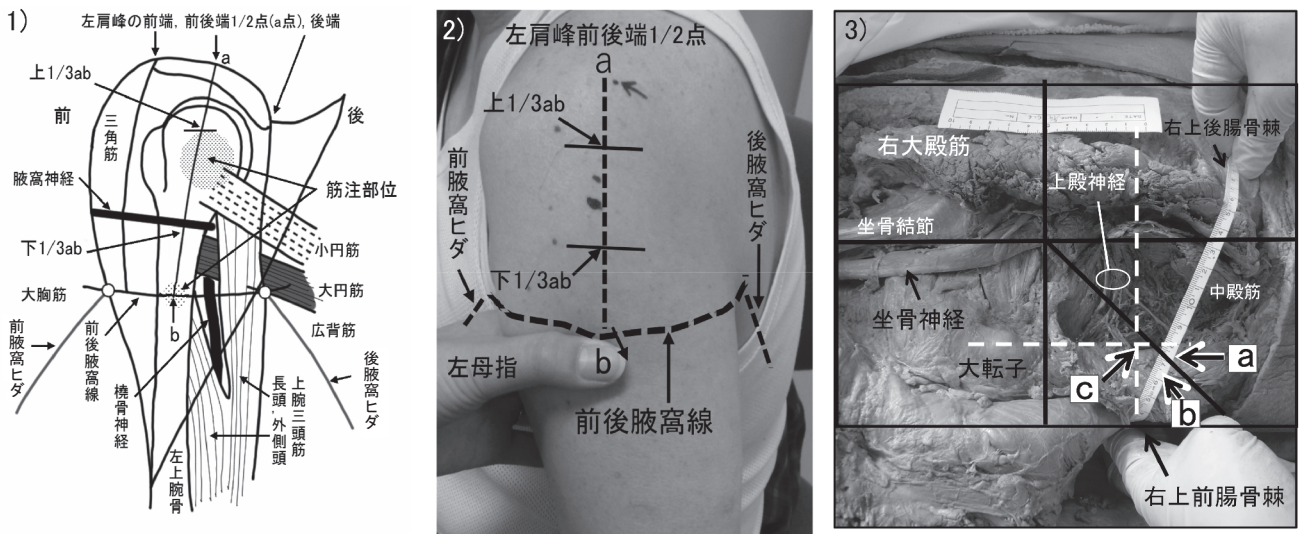 1)
左肩峰の前端, 前後端1/2点(a点), 後端
a
上1/3ab
前
後
三角筋
腋窩神経
筋注部位
下1/3ab
小円筋
大胸筋
大円筋
b
広背筋
前腋窩ヒダ
前後腋窩線
橈骨神経
左上腕骨
上腕三頭筋
長頭, 外側頭
後腋窩ヒダ
2)
左肩峰前後端1/2点
a
上1/3ab
前腋窩ヒダ
後腋窩ヒダ
下1/3ab
b
左母指
前後腋窩線
3)
右上後腸骨棘
右大殿筋
上殿神経
坐骨結節
中殿筋
坐骨神経
大転子
a
c
b
右上前腸骨棘